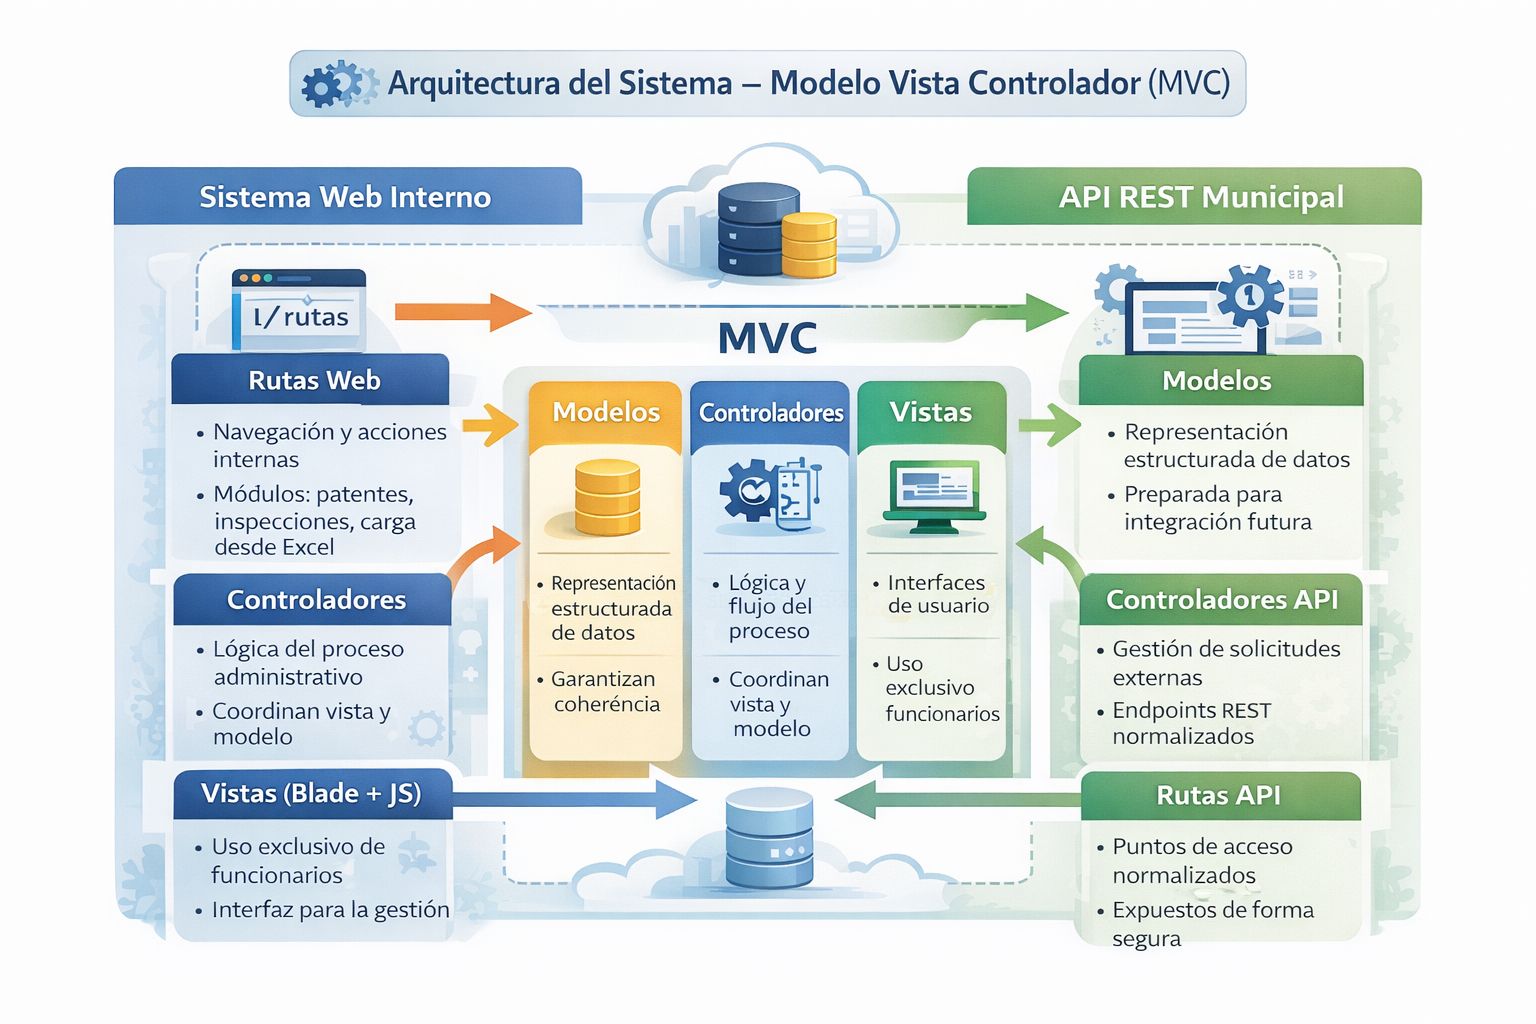 Arquitectura del Sistema – Modelo Vista Controlador (MVC)
Sistema Web Interno
API REST Municipal
I/rutas
MVC
Rutas Web
• Navegación y acciones
internas
• Módulos: patentes,
inspecciones, carga
desde Excel
Controladores
• Lógica del proceso
administrativo
• Coordinan vista y
modelo
Vistas (Blade + JS)
• Uso exclusivo de
funcionarios
• Interfaz para la gestión
Modelos
• Representación
estructurada
de datos
• Garantizan
coheréncia
Controladores
• Lógica y
flujo del
proceso
• Coordinan
vista y
modelo
Vistas
• Interfaces
de usuario
• Uso
exclusivo
funcionarios
1
Modelos
• Representación
estructurada de datos
• Preparada para
integración futura
Controladores API
• Gestión de solicitudes
externas
• Endpoints REST
normalizados
Rutas API
• Puntos de acceso
normalizados
• Expuestos de forma
segura